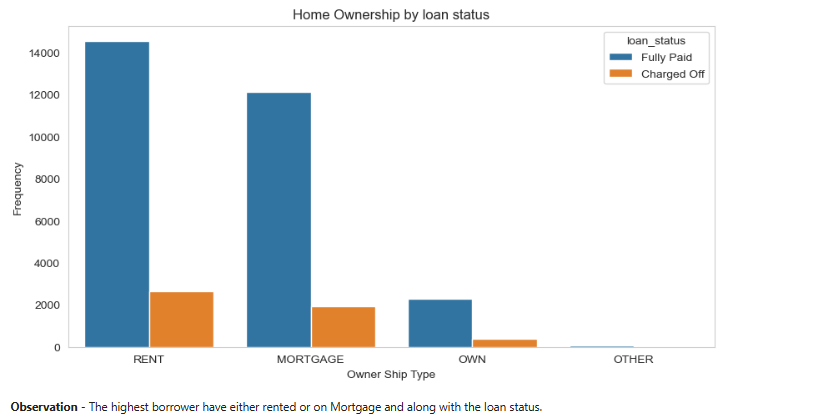 Home Ownership by loan status
loan_status
Fully Paid
Charged Off
14000
12000
10000
8000
6000
4000
2000
0
Frequency
RENT MORTGAGE OWN OTHER
Owner Ship Type
Observation - The highest borrower have either rented or on Mortgage and along with the loan status.